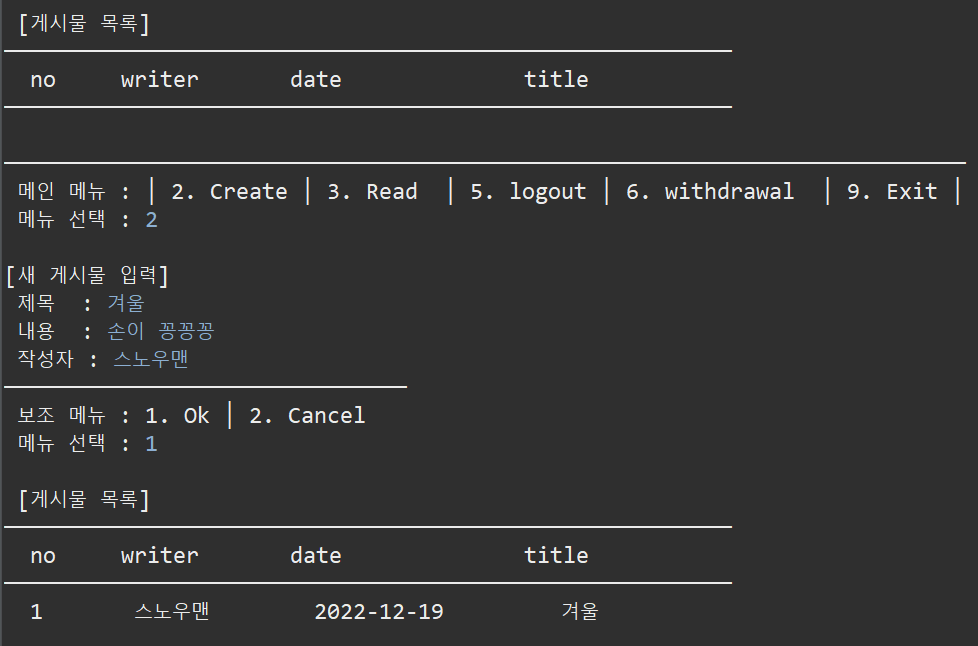 [게시물 목록]
no writer date title
메인 메뉴 : | 2. Create | 3. Read | 5. logout | 6. withdrawal | 9. Exit |
메뉴 선택 : 2
[새 게시물 입력]
제목 : 겨울
내용 : 손이 꽁꽁꽁
작성자 : 스노우맨
보조 메뉴 : 1. Ok | 2. Cancel
메뉴 선택 : 1
[게시물 목록]
no writer date title
1 스노우맨 2022-12-19 겨울